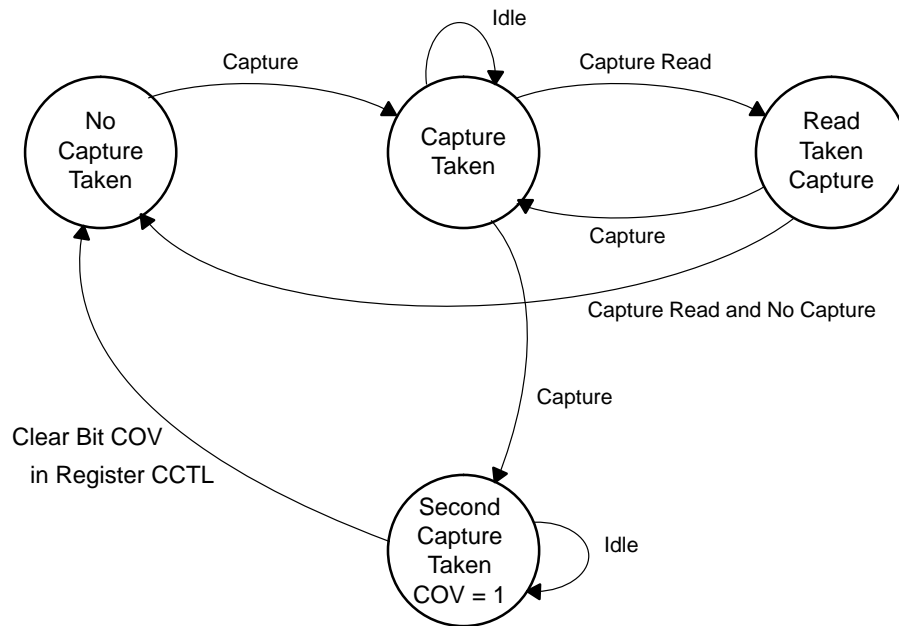 Idle
Capture
Capture Read
No
Capture
Taken
Capture
Taken
Read
Taken
Capture
Capture
Capture Read and No Capture
Capture
Clear Bit COV
in Register CCTL
Second
Capture
Taken
COV = 1
Idle